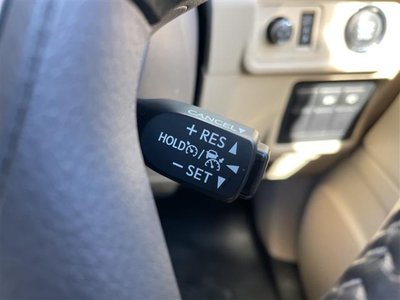 CANCEL
+ RES
HOLD /
− SET